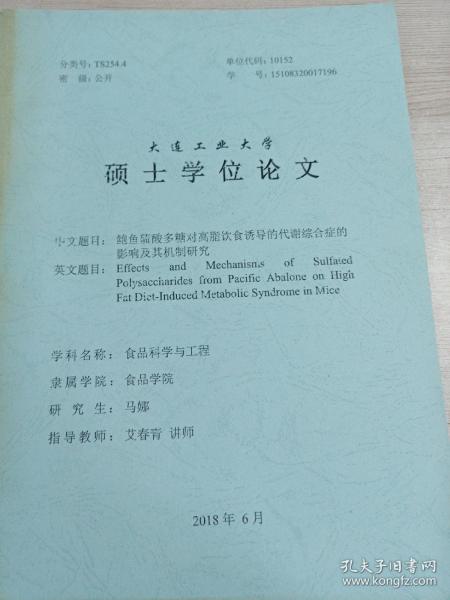 分类号：TS254.4
单位代码：10152
密 级：公开
学 号：15108320017196
大连工业大学
硕士学位论文
中文题目：鲍鱼硫酸多糖对高脂饮食诱导的代谢综合症的
影响及其机制研究
英文题目：Effects and Mechanisms of Sulfated
Polysaccharides from Pacific Abalone on High
Fat Diet-Induced Metabolic Syndrome in Mice
学科名称：食品科学与工程
隶属学院：食品学院
研 究 生：马娜
指导教师：艾春青 讲师
2018 年 6 月
孔夫子旧书网
www.kongfz.com